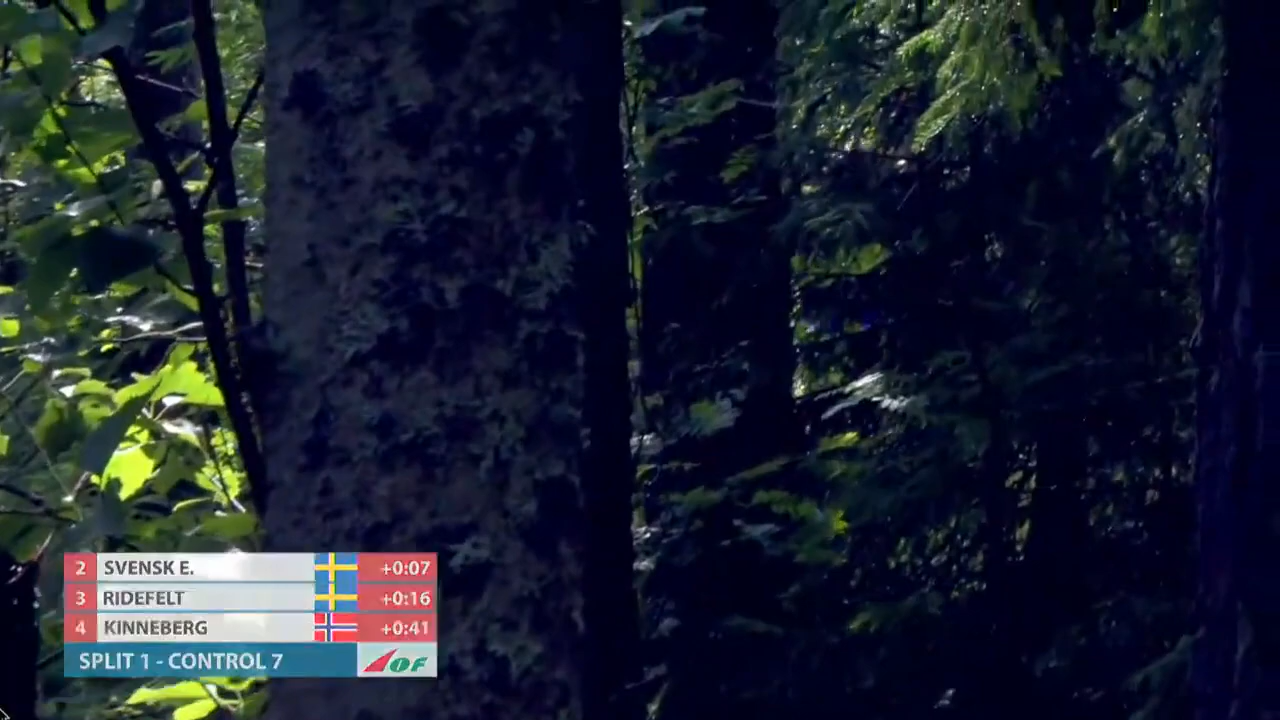 2 SVENSK E. +0:07
3 RIDEFELT +0:16
4 KINNEBERG +0:41
SPLIT 1 - CONTROL 7 IOF